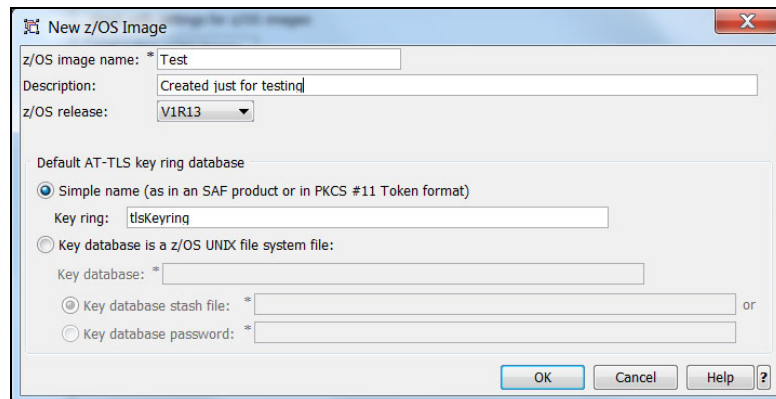 New z/OS Image
X
z/OS image name: * Test
Description: Created just for testing
z/OS release: V1R13
Default AT-TLS key ring database
Simple name (as in an SAF product or in PKCS #11 Token format)
Key ring: tlsKeyring
Key database is a z/OS UNIX file system file:
Key database: *
Key database stash file: * or
Key database password: *
OK Cancel Help ?